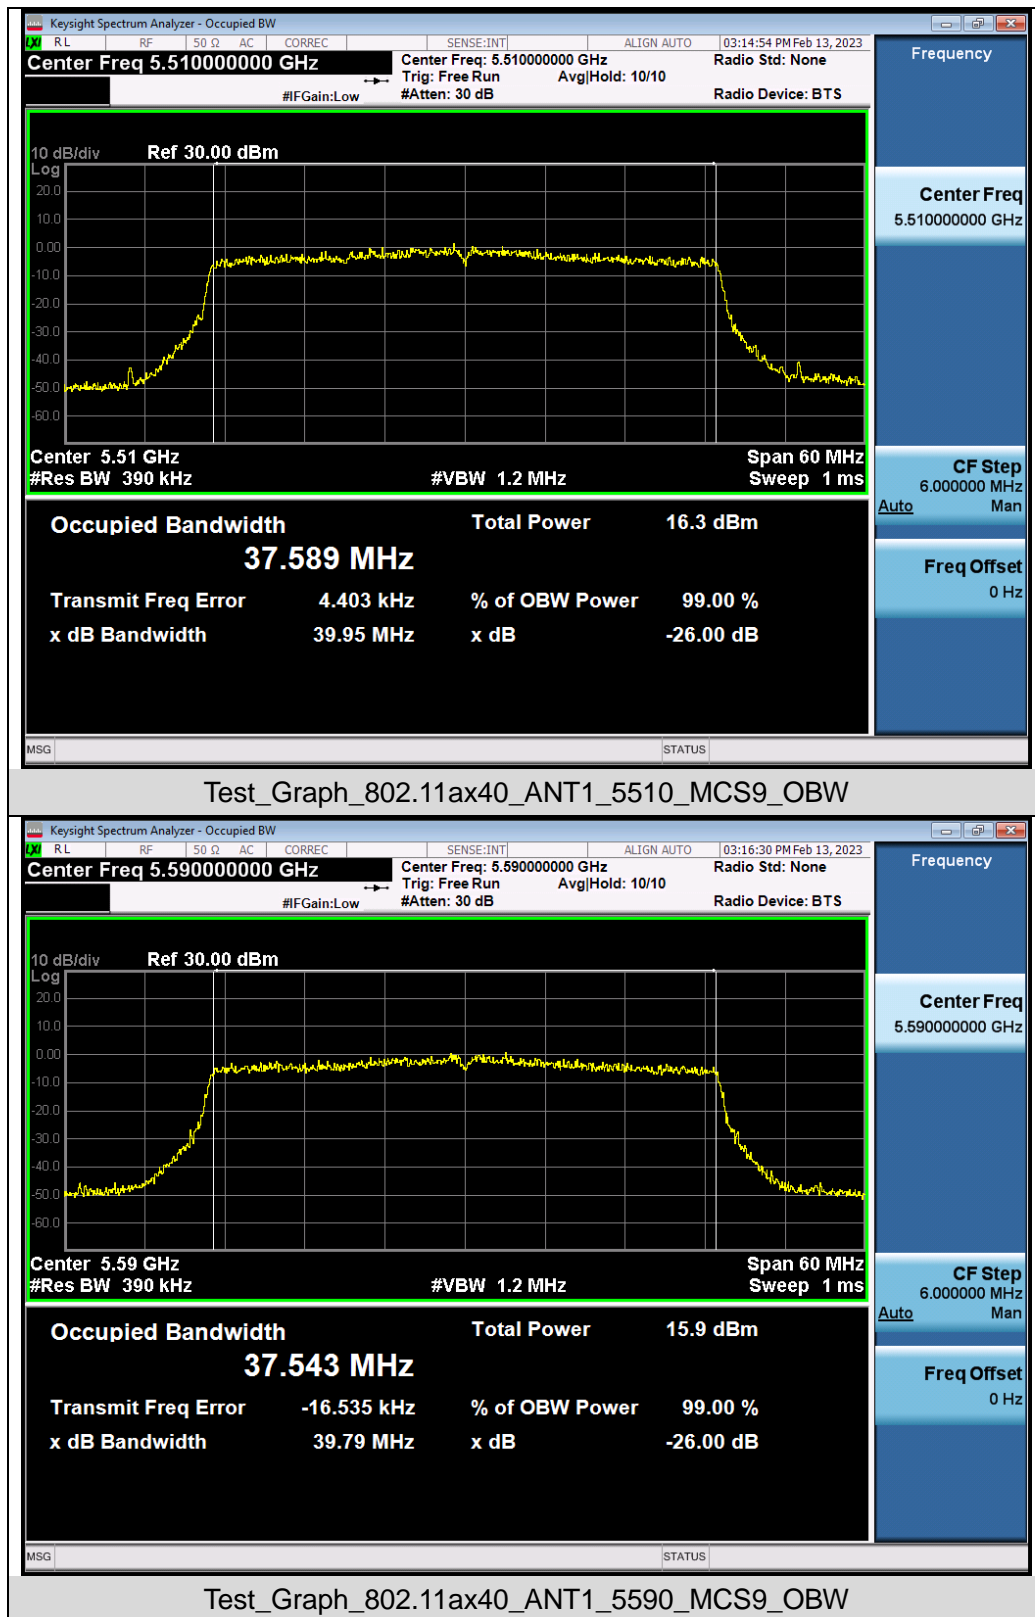 Keysight Spectrum Analyzer - Occupied BW
LXI RL RF 50 Ω AC CORREC SENSE:INT ALIGN AUTO 03:14:54 PM Feb 13, 2023
Center Freq 5.510000000 GHz
Center Freq: 5.510000000 GHz
Radio Std: None
Trig: Free Run
Avg|Hold: 10/10
#IFGain:Low
#Atten: 30 dB
Radio Device: BTS
Frequency
10 dB/div Ref 30.00 dBm
Log
20.0
10.0
0.00
-10.0
-20.0
-30.0
-40.0
-50.0
-60.0
Center Freq
5.510000000 GHz
Center 5.51 GHz
Span 60 MHz
#Res BW 390 kHz
#VBW 1.2 MHz
Sweep 1 ms
CF Step
6.000000 MHz
Auto Man
Freq Offset
0 Hz
Occupied Bandwidth
Total Power 16.3 dBm
37.589 MHz
Transmit Freq Error 4.403 kHz % of OBW Power 99.00 %
x dB Bandwidth 39.95 MHz x dB -26.00 dB
MSG STATUS
Test_Graph_802.11ax40_ANT1_5510_MCS9_OBW
Keysight Spectrum Analyzer - Occupied BW
LXI RL RF 50 Ω AC CORREC SENSE:INT ALIGN AUTO 03:16:30 PM Feb 13, 2023
Center Freq 5.590000000 GHz
Center Freq: 5.590000000 GHz
Radio Std: None
Trig: Free Run
Avg|Hold: 10/10
#IFGain:Low
#Atten: 30 dB
Radio Device: BTS
Frequency
10 dB/div Ref 30.00 dBm
Log
20.0
10.0
0.00
-10.0
-20.0
-30.0
-40.0
-50.0
-60.0
Center Freq
5.590000000 GHz
Center 5.59 GHz
Span 60 MHz
#Res BW 390 kHz
#VBW 1.2 MHz
Sweep 1 ms
CF Step
6.000000 MHz
Auto Man
Freq Offset
0 Hz
Occupied Bandwidth
Total Power 15.9 dBm
37.543 MHz
Transmit Freq Error -16.535 kHz % of OBW Power 99.00 %
x dB Bandwidth 39.79 MHz x dB -26.00 dB
MSG STATUS
Test_Graph_802.11ax40_ANT1_5590_MCS9_OBW